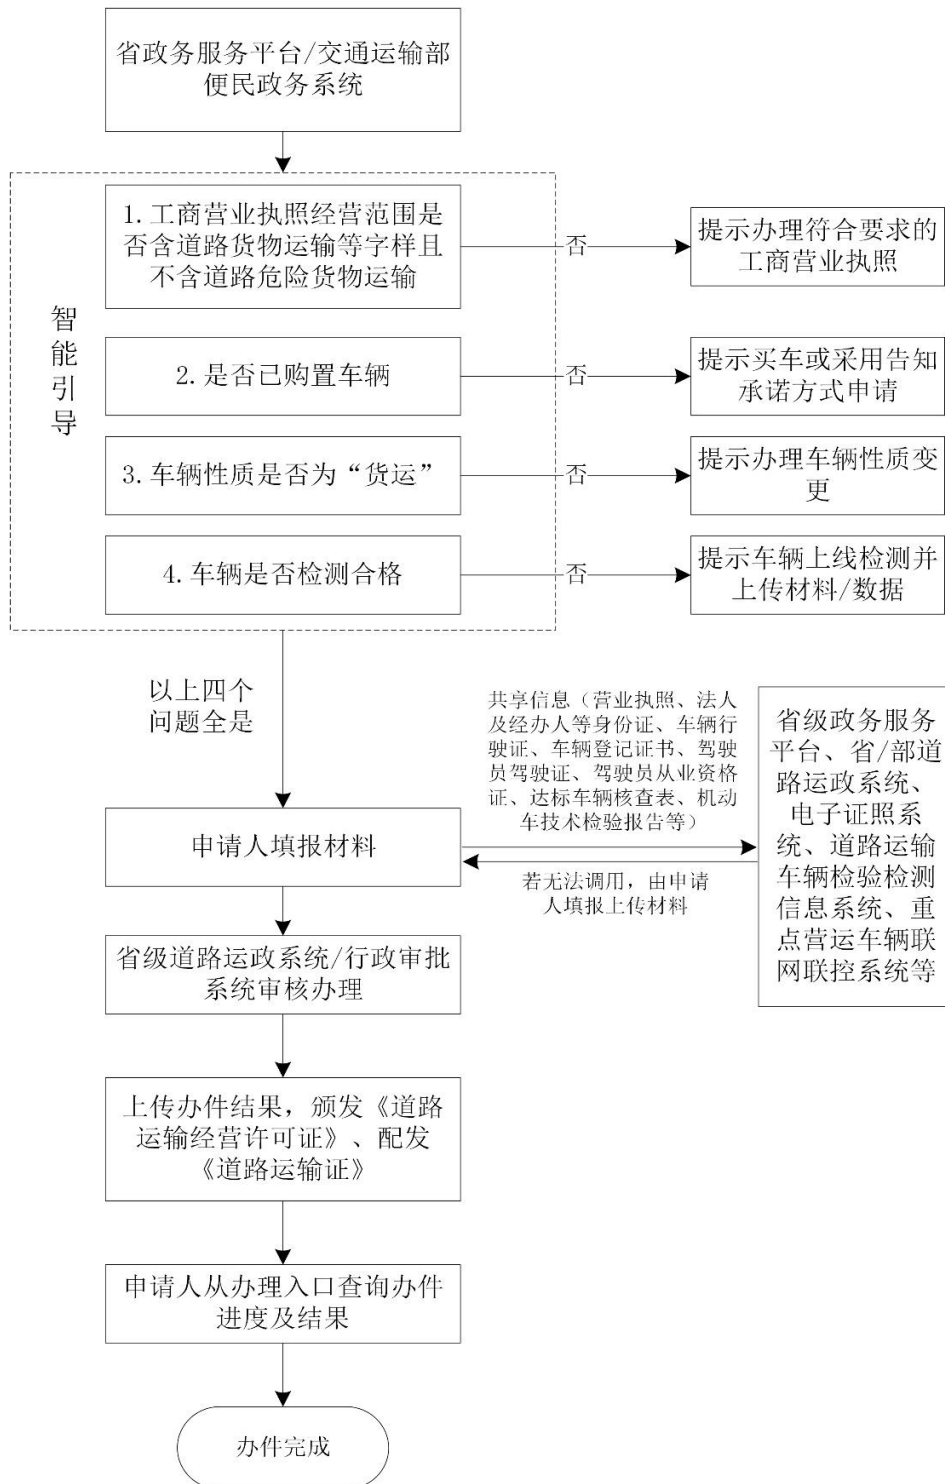 省政务服务平台/交通运输部
便民政务系统
智
能
引
导
1.工商营业执照经营范围是
否含道路货物运输等字样且
不含道路危险货物运输
否
提示办理符合要求的
工商营业执照
2.是否已购置车辆
否
提示买车或采用告知
承诺方式申请
3.车辆性质是否为“货运”
否
提示办理车辆性质变
更
4.车辆是否检测合格
否
提示车辆上线检测并
上传材料/数据
以上四个
问题全是
申请人填报材料
共享信息（营业执照、法人
及经办人等身份证、车辆行
驶证、车辆登记证书、驾驶
员驾驶证、驾驶员从业资格
证、达标车辆核查表、机动
车技术检验报告等）
若无法调用，由申请
人填报上传材料
省级政务服务
平台、省/部道
路运政系统、
电子证照系
统、道路运输
车辆检验检测
信息系统、重
点营运车辆联
网联控系统等
省级道路运政系统/行政审批
系统审核办理
上传办件结果，颁发《道路
运输经营许可证》、配发
《道路运输证》
申请人从办理入口查询办件
进度及结果
办件完成